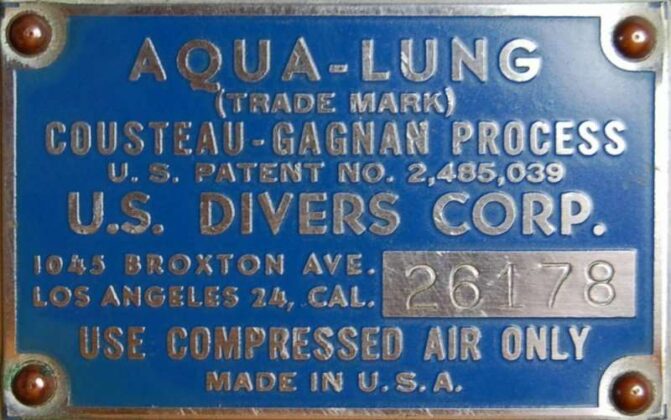 AQUA-LUNG
(TRADE MARK)
COUSTEAU-GAGNAN PROCESS
U.S. PATENT NO. 2,485,039
U.S. DIVERS CORP.
1045 BROXTON AVE.
LOS ANGELES 24, CAL. 26178
USE COMPRESSED AIR ONLY
MADE IN U.S.A.